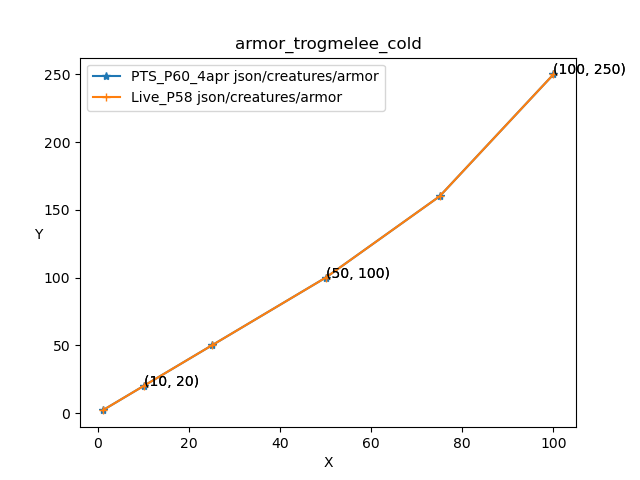 armor_trogmelee_cold
PTS_P60_4apr json/creatures/armor
Live_P58 json/creatures/armor
(100, 250)
250
200
150
Y
100
(50, 100)
50
(10, 20)
0
0 20 40 60 80 100
X